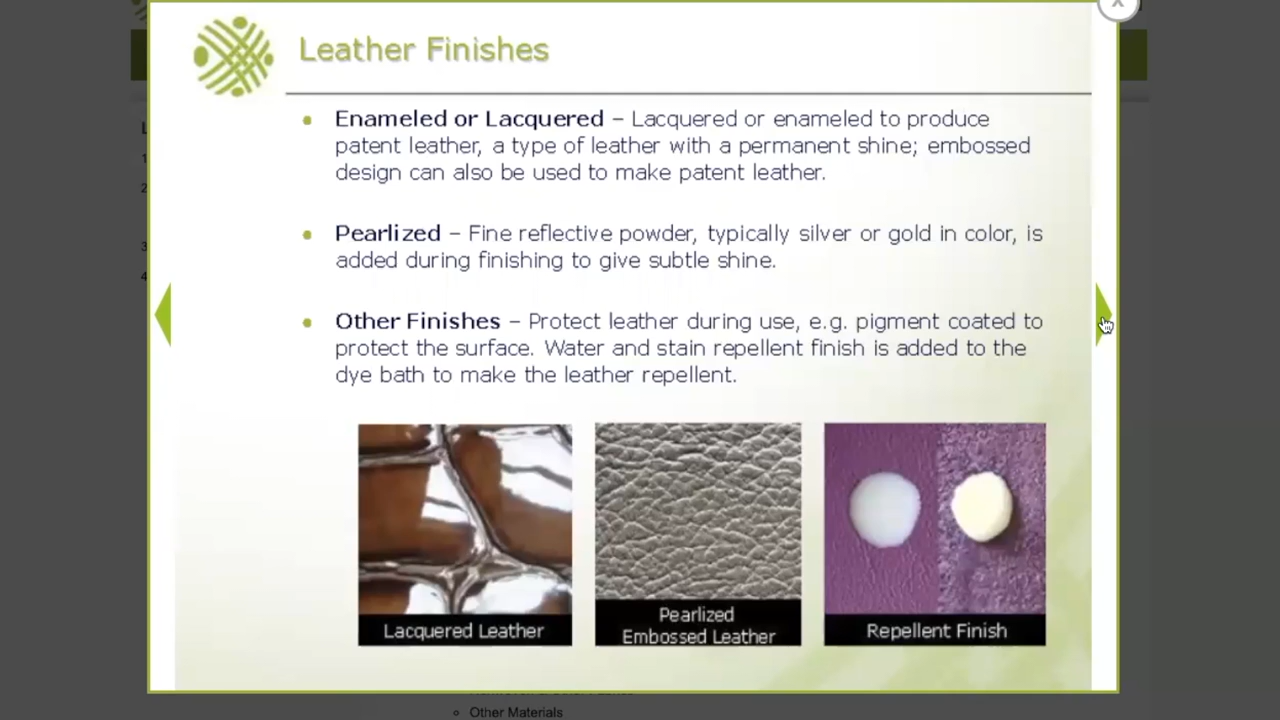 Leather Finishes
Enameled or Lacquered – Lacquered or enameled to produce
patent leather, a type of leather with a permanent shine; embossed
design can also be used to make patent leather.
Pearlized – Fine reflective powder, typically silver or gold in color, is
added during finishing to give subtle shine.
Other Finishes – Protect leather during use, e.g. pigment coated to
protect the surface. Water and stain repellent finish is added to the
dye bath to make the leather repellent.
Lacquered Leather
Pearlized
Embossed Leather
Repellent Finish
Other Materials